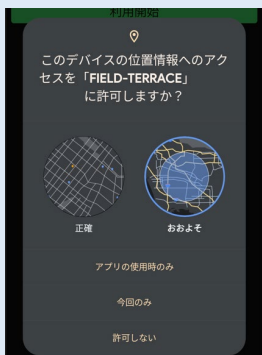 利用開始
このデバイスの位置情報へのアク
セスを「FIELD-TERRACE」
に許可しますか？
正確
おおよそ
アプリの使用時のみ
今回のみ
許可しない